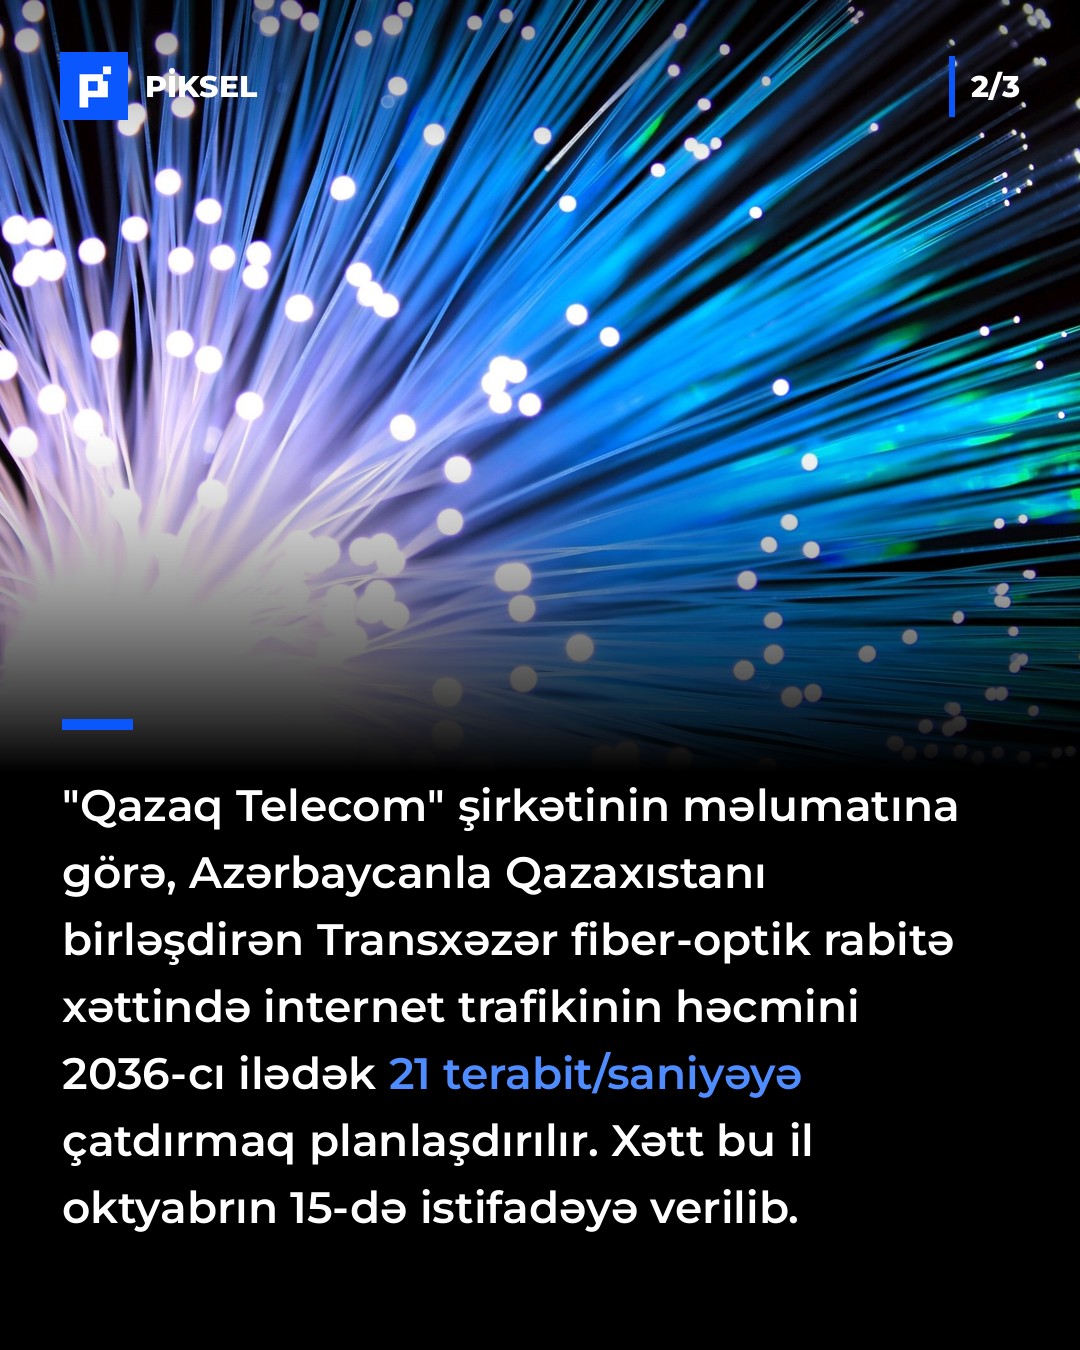 PİKSEL
2/3
"Qazaq Telecom" şirkətinin məlumatına
görə, Azərbaycanla Qazaxıstanı
birləşdirən Transxəzər fiber-optik rabitə
xəttində internet trafikinin həcmini
2036-cı ilədək 21 terabit/saniyəyə
çatdırmaq planlaşdırılır. Xətt bu il
oktyabrın 15-də istifadəyə verilib.